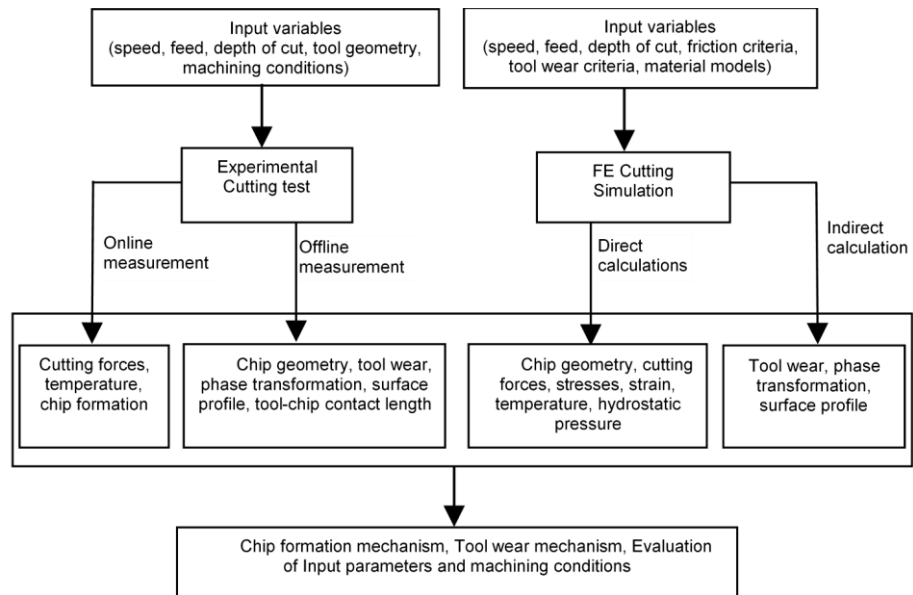 Input variables
(speed, feed, depth of cut, tool geometry,
machining conditions)
Input variables
(speed, feed, depth of cut, friction criteria,
tool wear criteria, material models)
Experimental
Cutting test
FE Cutting
Simulation
Online
measurement
Offline
measurement
Direct
calculations
Indirect
calculation
Cutting forces,
temperature,
chip formation
Chip geometry, tool wear,
phase transformation, surface
profile, tool-chip contact length
Chip geometry, cutting
forces, stresses, strain,
temperature, hydrostatic
pressure
Tool wear, phase
transformation,
surface profile
Chip formation mechanism, Tool wear mechanism, Evaluation
of Input parameters and machining conditions